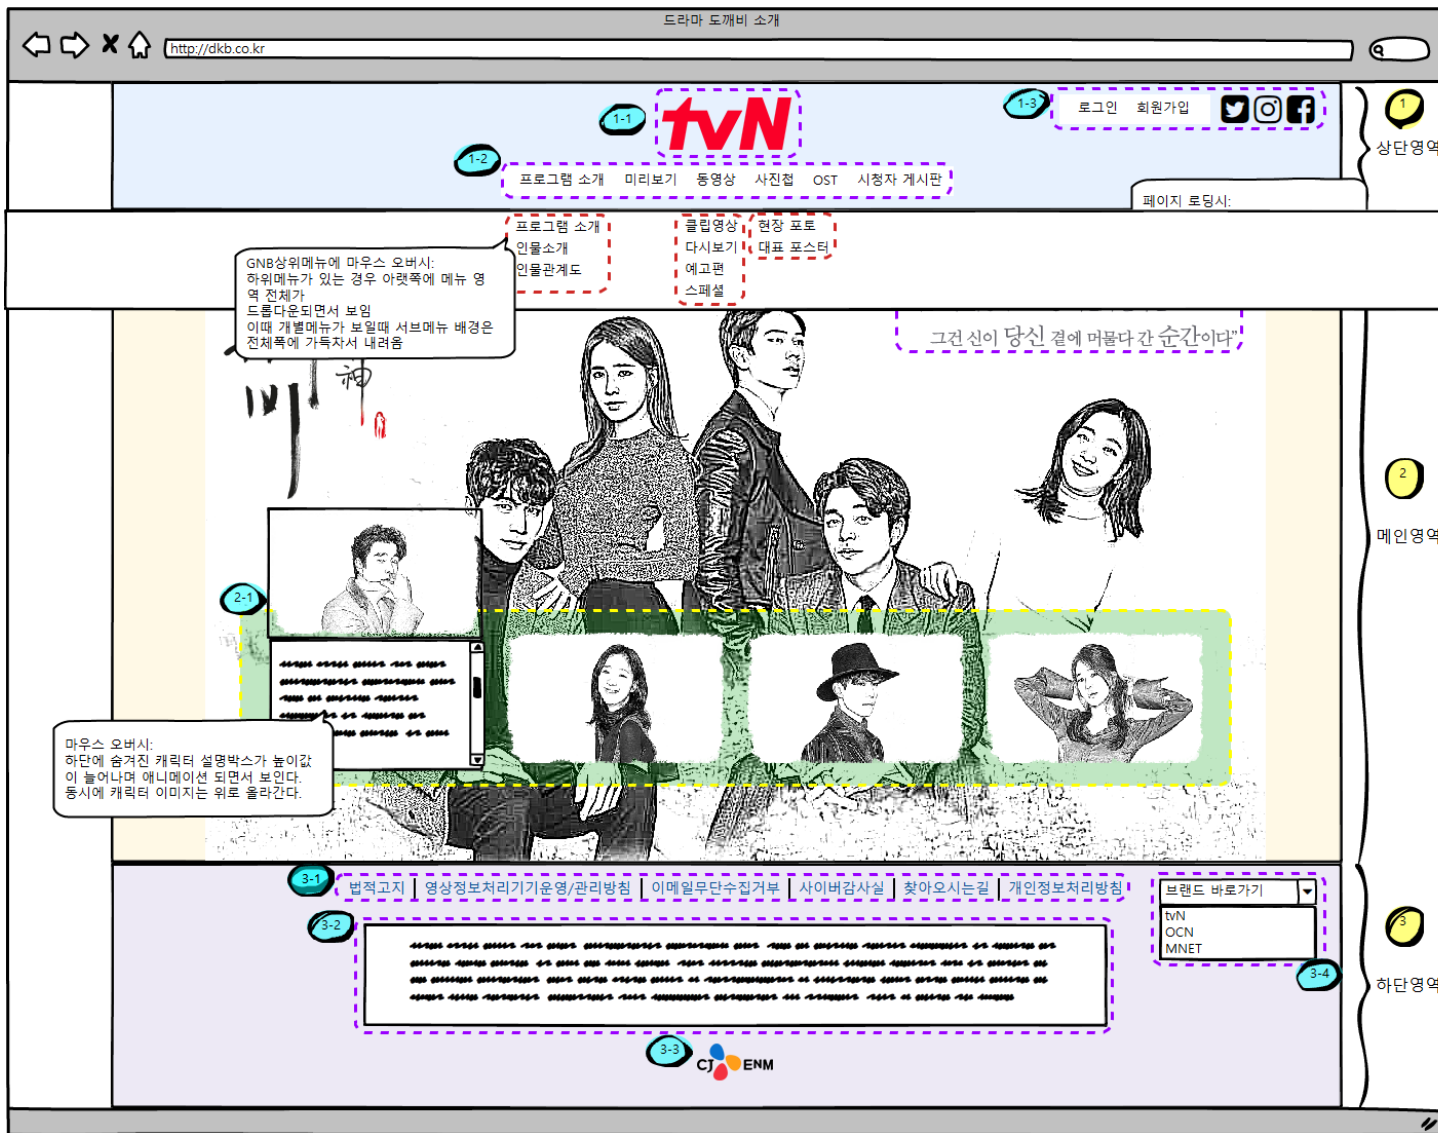 드라마 도깨비 소개
http://dkb.co.kr
1-1
tvN
1-3
로그인 회원가입
1
상단영역
1-2
프로그램 소개 미리보기 동영상 사진첩 OST 시청자 게시판
페이지 로딩시:
프로그램 소개
인물소개
인물관계도
클립영상
다시보기
예고편
스페셜
현장 포토
대표 포스터
GNB상위메뉴에 마우스 오버시:
하위메뉴가 있는 경우 아랫쪽에 메뉴 영
역 전체가
드롭다운되면서 보임
이때 개별메뉴가 보일때 서브메뉴 배경은
전체폭에 가득차서 내려옴
그건 신이 당신 곁에 머물다 간 순간이다”
神
2
메인영역
2-1
마우스 오버시:
하단에 숨겨진 캐릭터 설명박스가 높이값
이 늘어나며 애니메이션 되면서 보인다.
동시에 캐릭터 이미지는 위로 올라간다.
3-1
법적고지 | 영상정보처리기기운영/관리방침 | 이메일무단수집거부 | 사이버감사실 | 찾아오시는길 | 개인정보처리방침
브랜드 바로가기
tvN
OCN
MNET
3-2
3
3-4
하단영역
3-3
CJ ENM